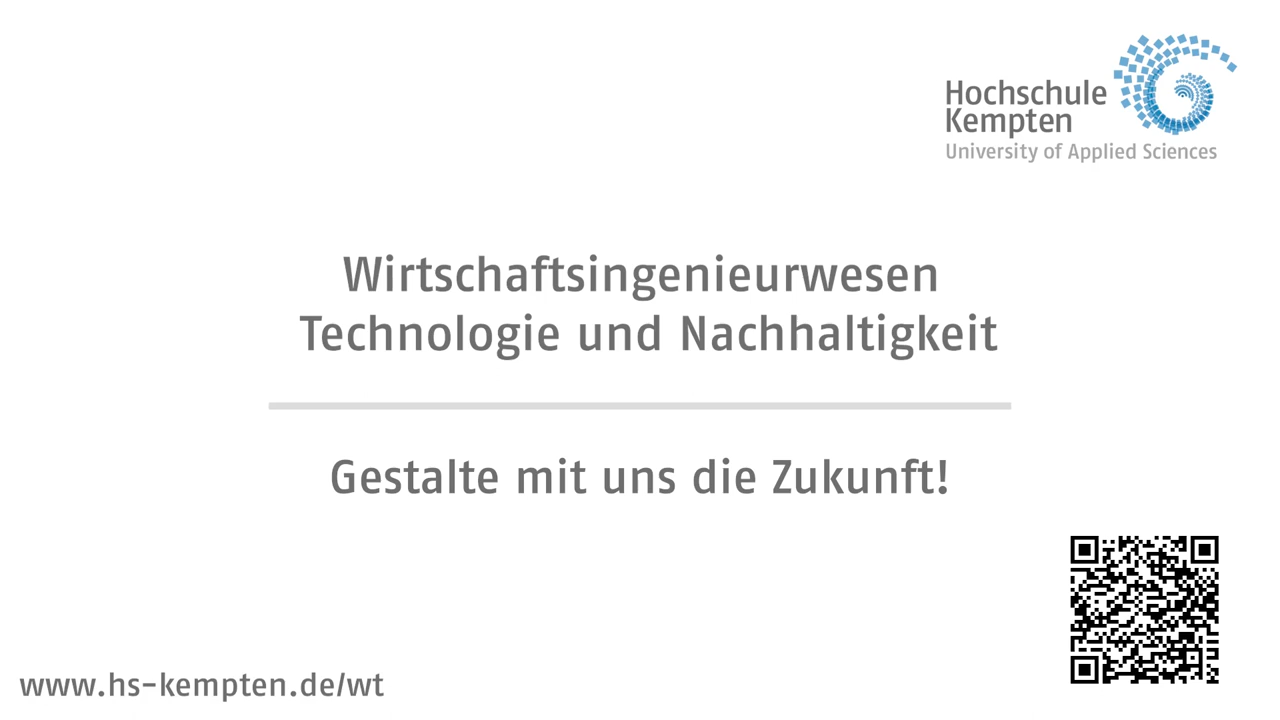 Hochschule
Kempten
University of Applied Sciences
Wirtschaftsingenieurwesen
Technologie und Nachhaltigkeit
Gestalte mit uns die Zukunft!
www.hs-kempten.de/wt